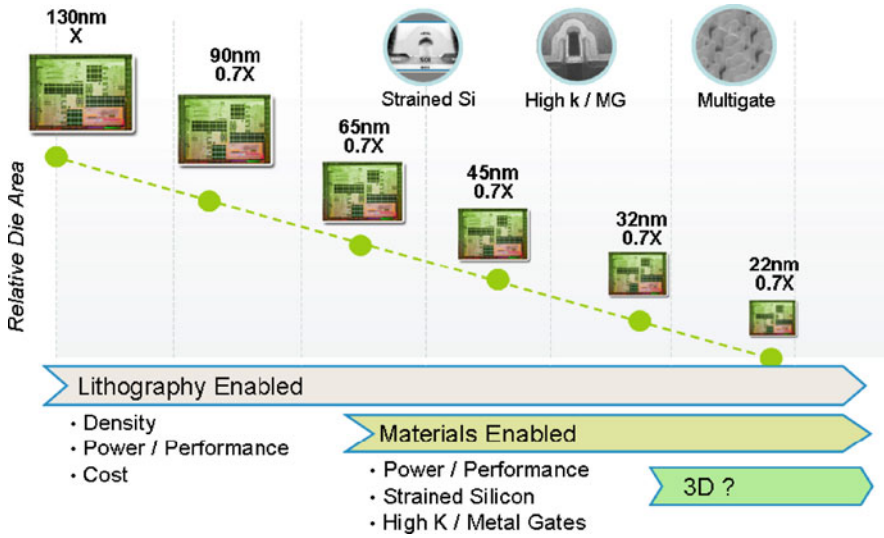 130nm
X
90nm
0.7X
65nm
0.7X
45nm
0.7X
32nm
0.7X
22nm
0.7X
Strained Si
High k / MG
Multigate
Relative Die Area
Lithography Enabled
· Density
· Power / Performance
· Cost
Materials Enabled
· Power / Performance
· Strained Silicon
· High K / Metal Gates
3D ?